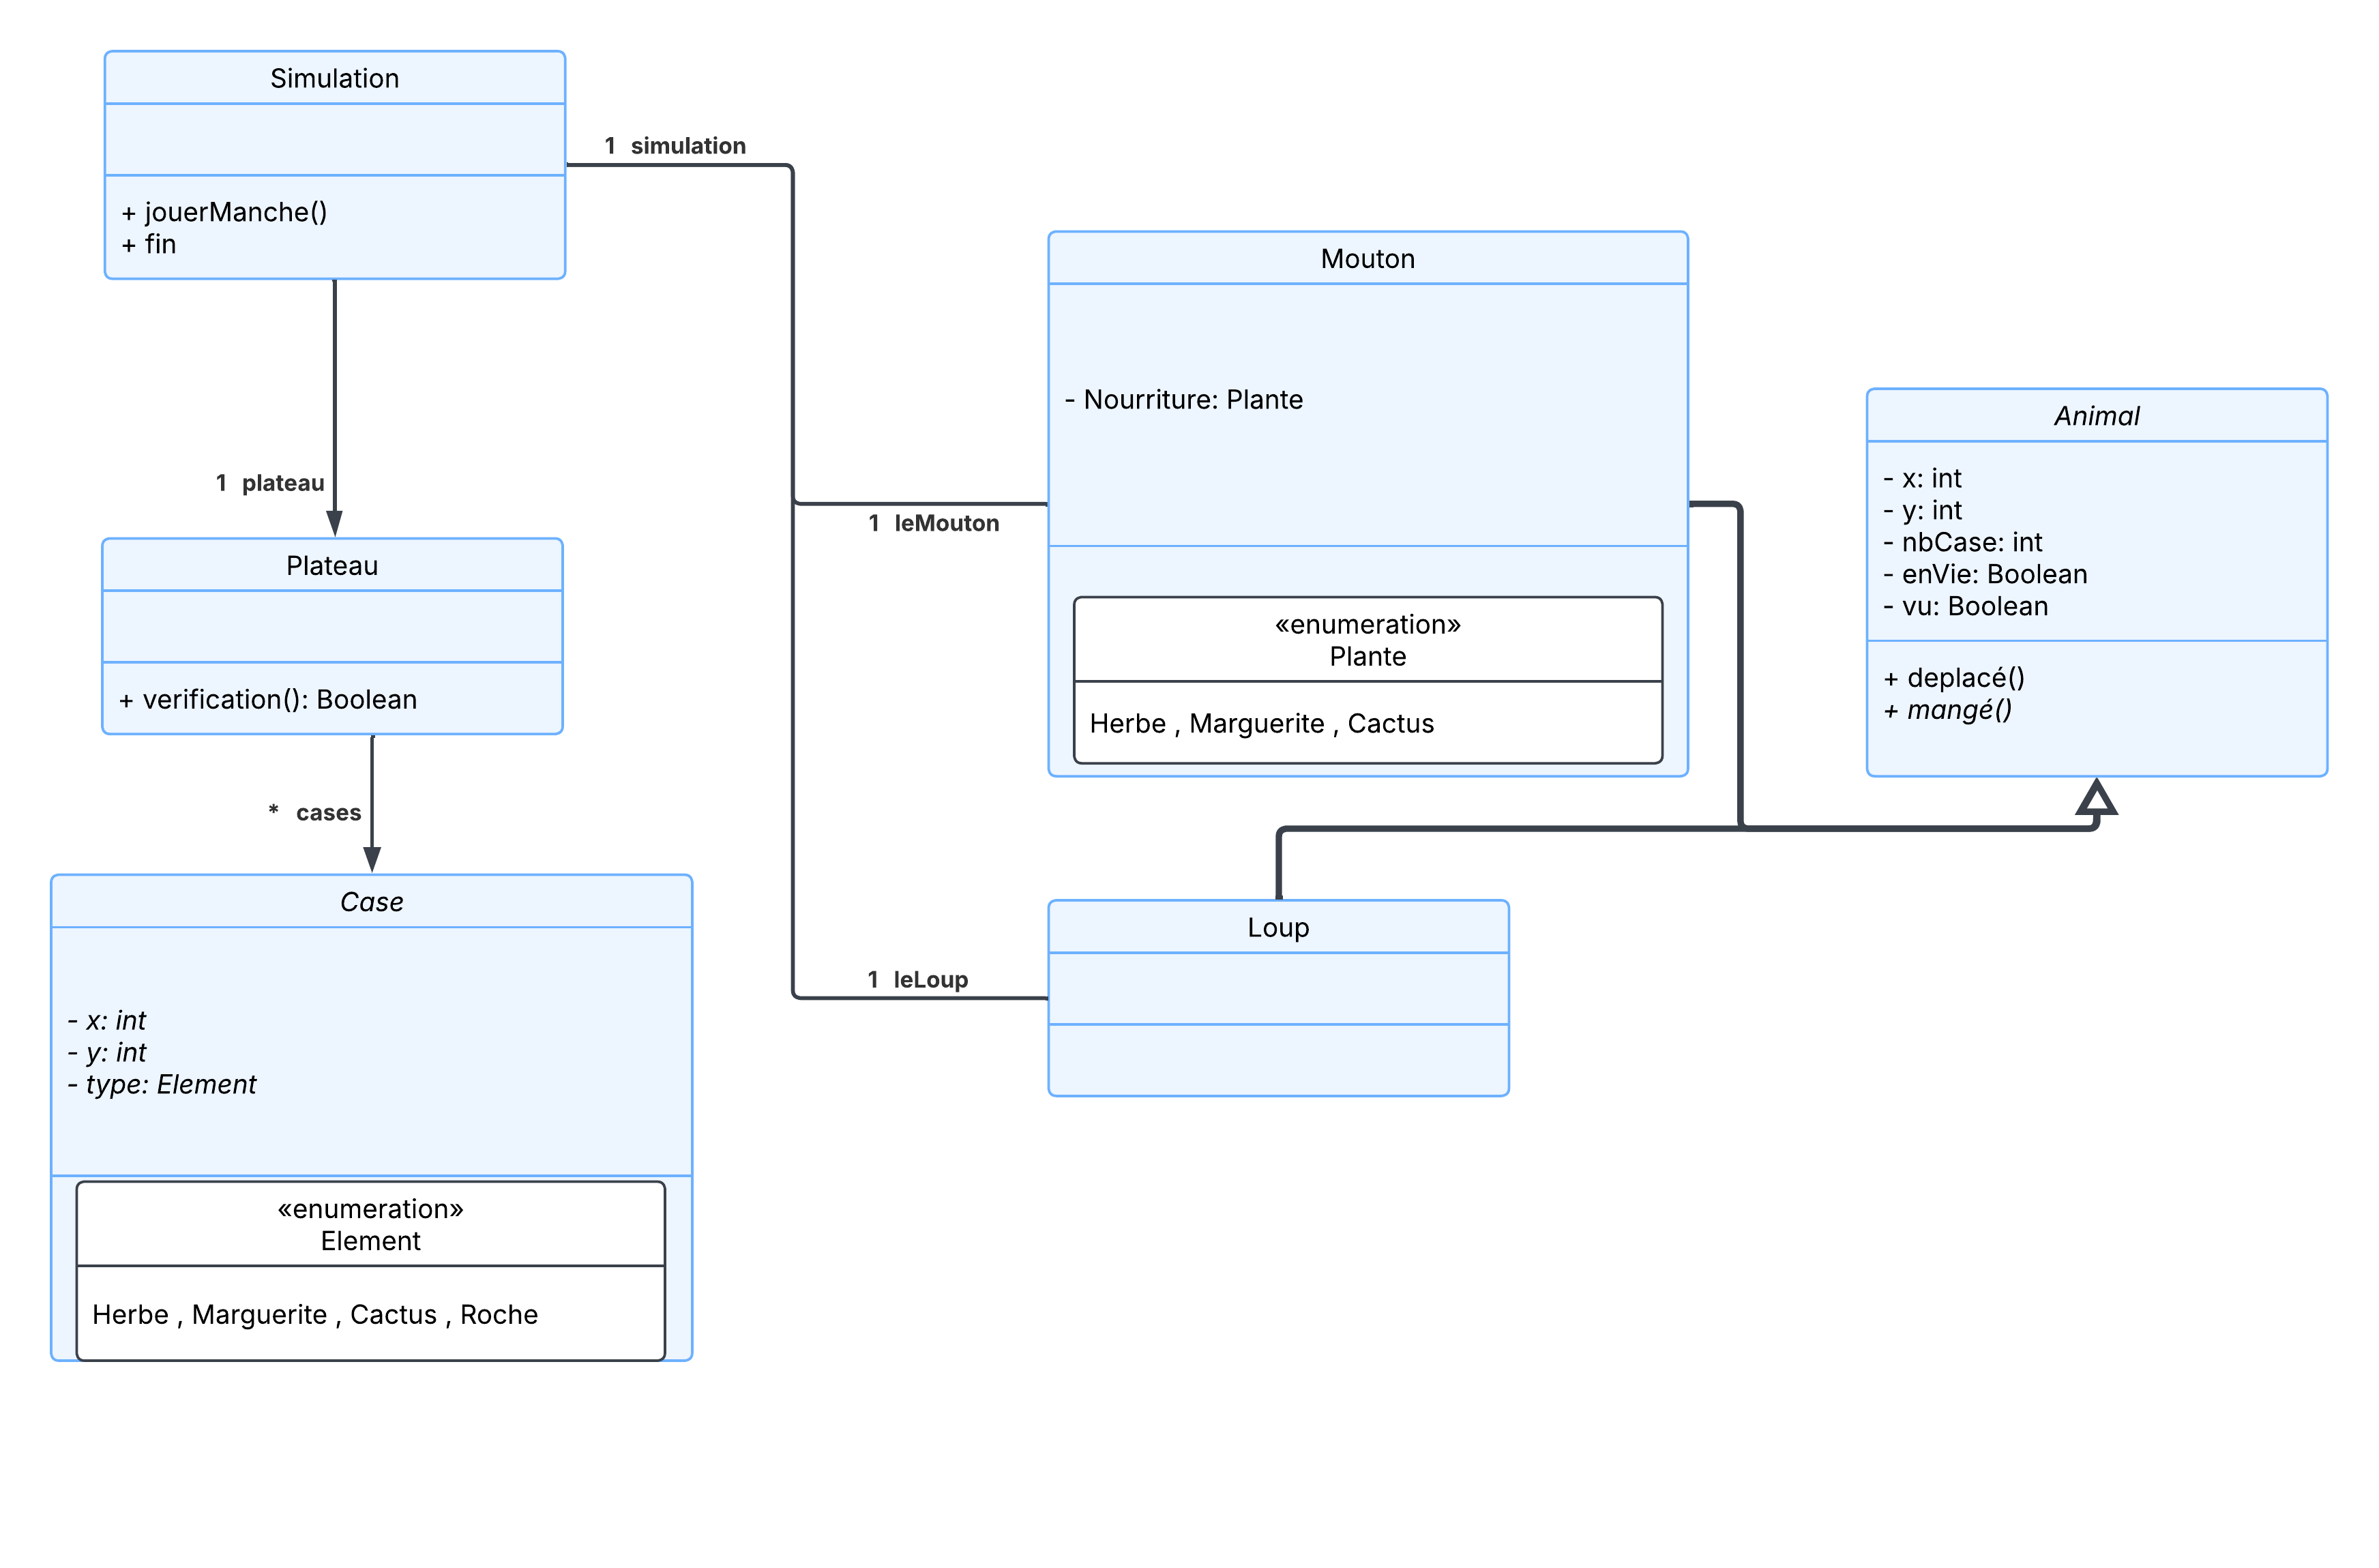 Simulation
+ jouerManche()
+ fin
1 simulation
1 plateau
Plateau
+ verification(): Boolean
* cases
Case
- x: int
- y: int
- type: Element
«enumeration»
Element
Herbe , Marguerite , Cactus , Roche
Mouton
- Nourriture: Plante
1 leMouton
«enumeration»
Plante
Herbe , Marguerite , Cactus
Animal
- x: int
- y: int
- nbCase: int
- enVie: Boolean
- vu: Boolean
+ deplacé()
+ mangé()
1 leLoup
Loup